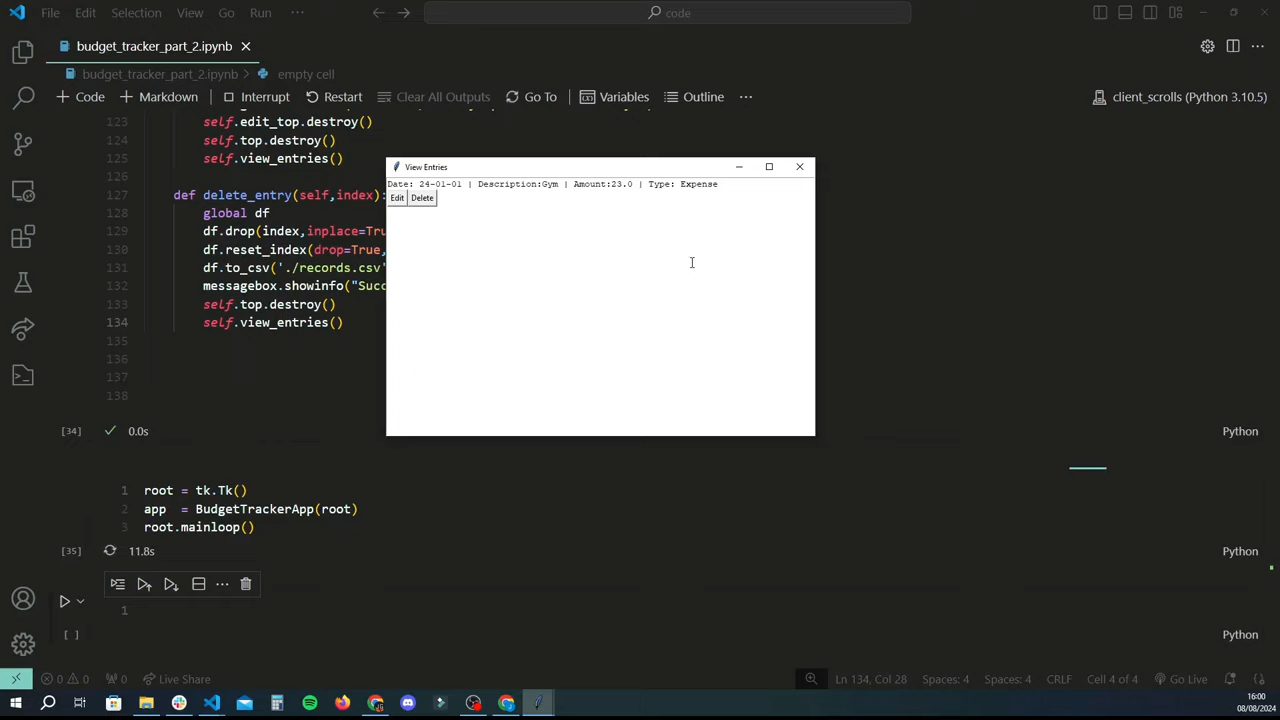 File Edit Selection View Go Run ··· code
budget_tracker_part_2.ipynb
budget_tracker_part_2.ipynb > empty cell
+ Code + Markdown Interrupt Restart Clear All Outputs Go To Variables Outline ··· client_scrolls (Python 3.10.5)
123 self.edit_top.destroy()
124 self.top.destroy()
125 self.view_entries()
126
127 def delete_entry(self,index):
128 global df
129 df.drop(index,inplace=Tru
130 df.reset_index(drop=True,
131 df.to_csv('./records.csv'
132 messagebox.showinfo("Succ
133 self.top.destroy()
134 self.view_entries()
135
136
137
138
View Entries
Date: 24-01-01 | Description:Gym | Amount:23.0 | Type: Expense
Edit Delete
[34] 0.0s Python
1 root = tk.Tk()
2 app = BudgetTrackerApp(root)
3 root.mainloop()
[35] 11.8s Python
1
[ ] Python
0 0 0 Live Share Ln 134, Col 28 Spaces: 4 Spaces: 4 CRLF Cell 4 of 4 Go Live
16:00
08/08/2024